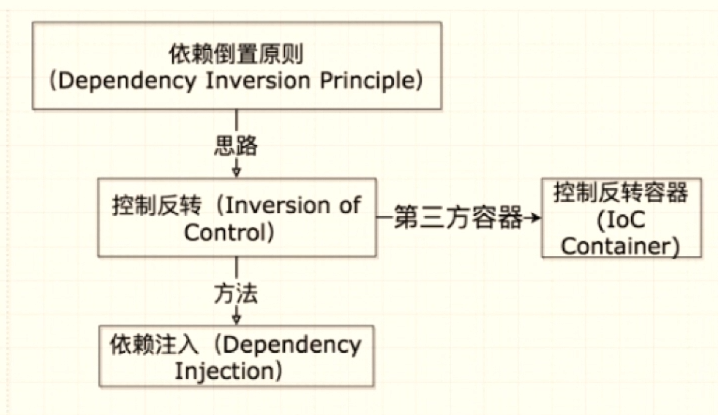 依赖倒置原则
（Dependency Inversion Principle）
思路
控制反转（Inversion of
Control）
第三方容器
控制反转容器
(IoC
Container)
方法
依赖注入（Dependency
Injection）